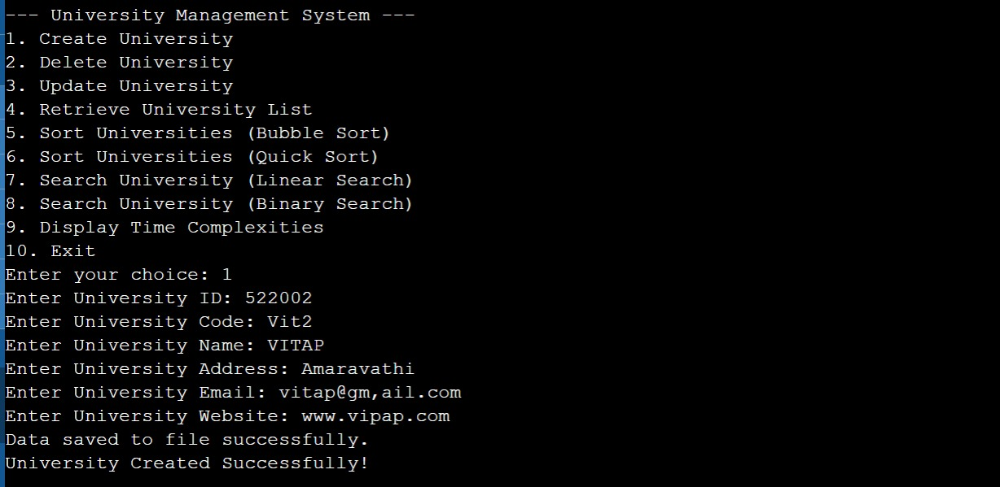 --- University Management System ---
1. Create University
2. Delete University
3. Update University
4. Retrieve University List
5. Sort Universities (Bubble Sort)
6. Sort Universities (Quick Sort)
7. Search University (Linear Search)
8. Search University (Binary Search)
9. Display Time Complexities
10. Exit
Enter your choice: 1
Enter University ID: 522002
Enter University Code: Vit2
Enter University Name: VITAP
Enter University Address: Amaravathi
Enter University Email: vitap@gm,ail.com
Enter University Website: www.vipap.com
Data saved to file successfully.
University Created Successfully!